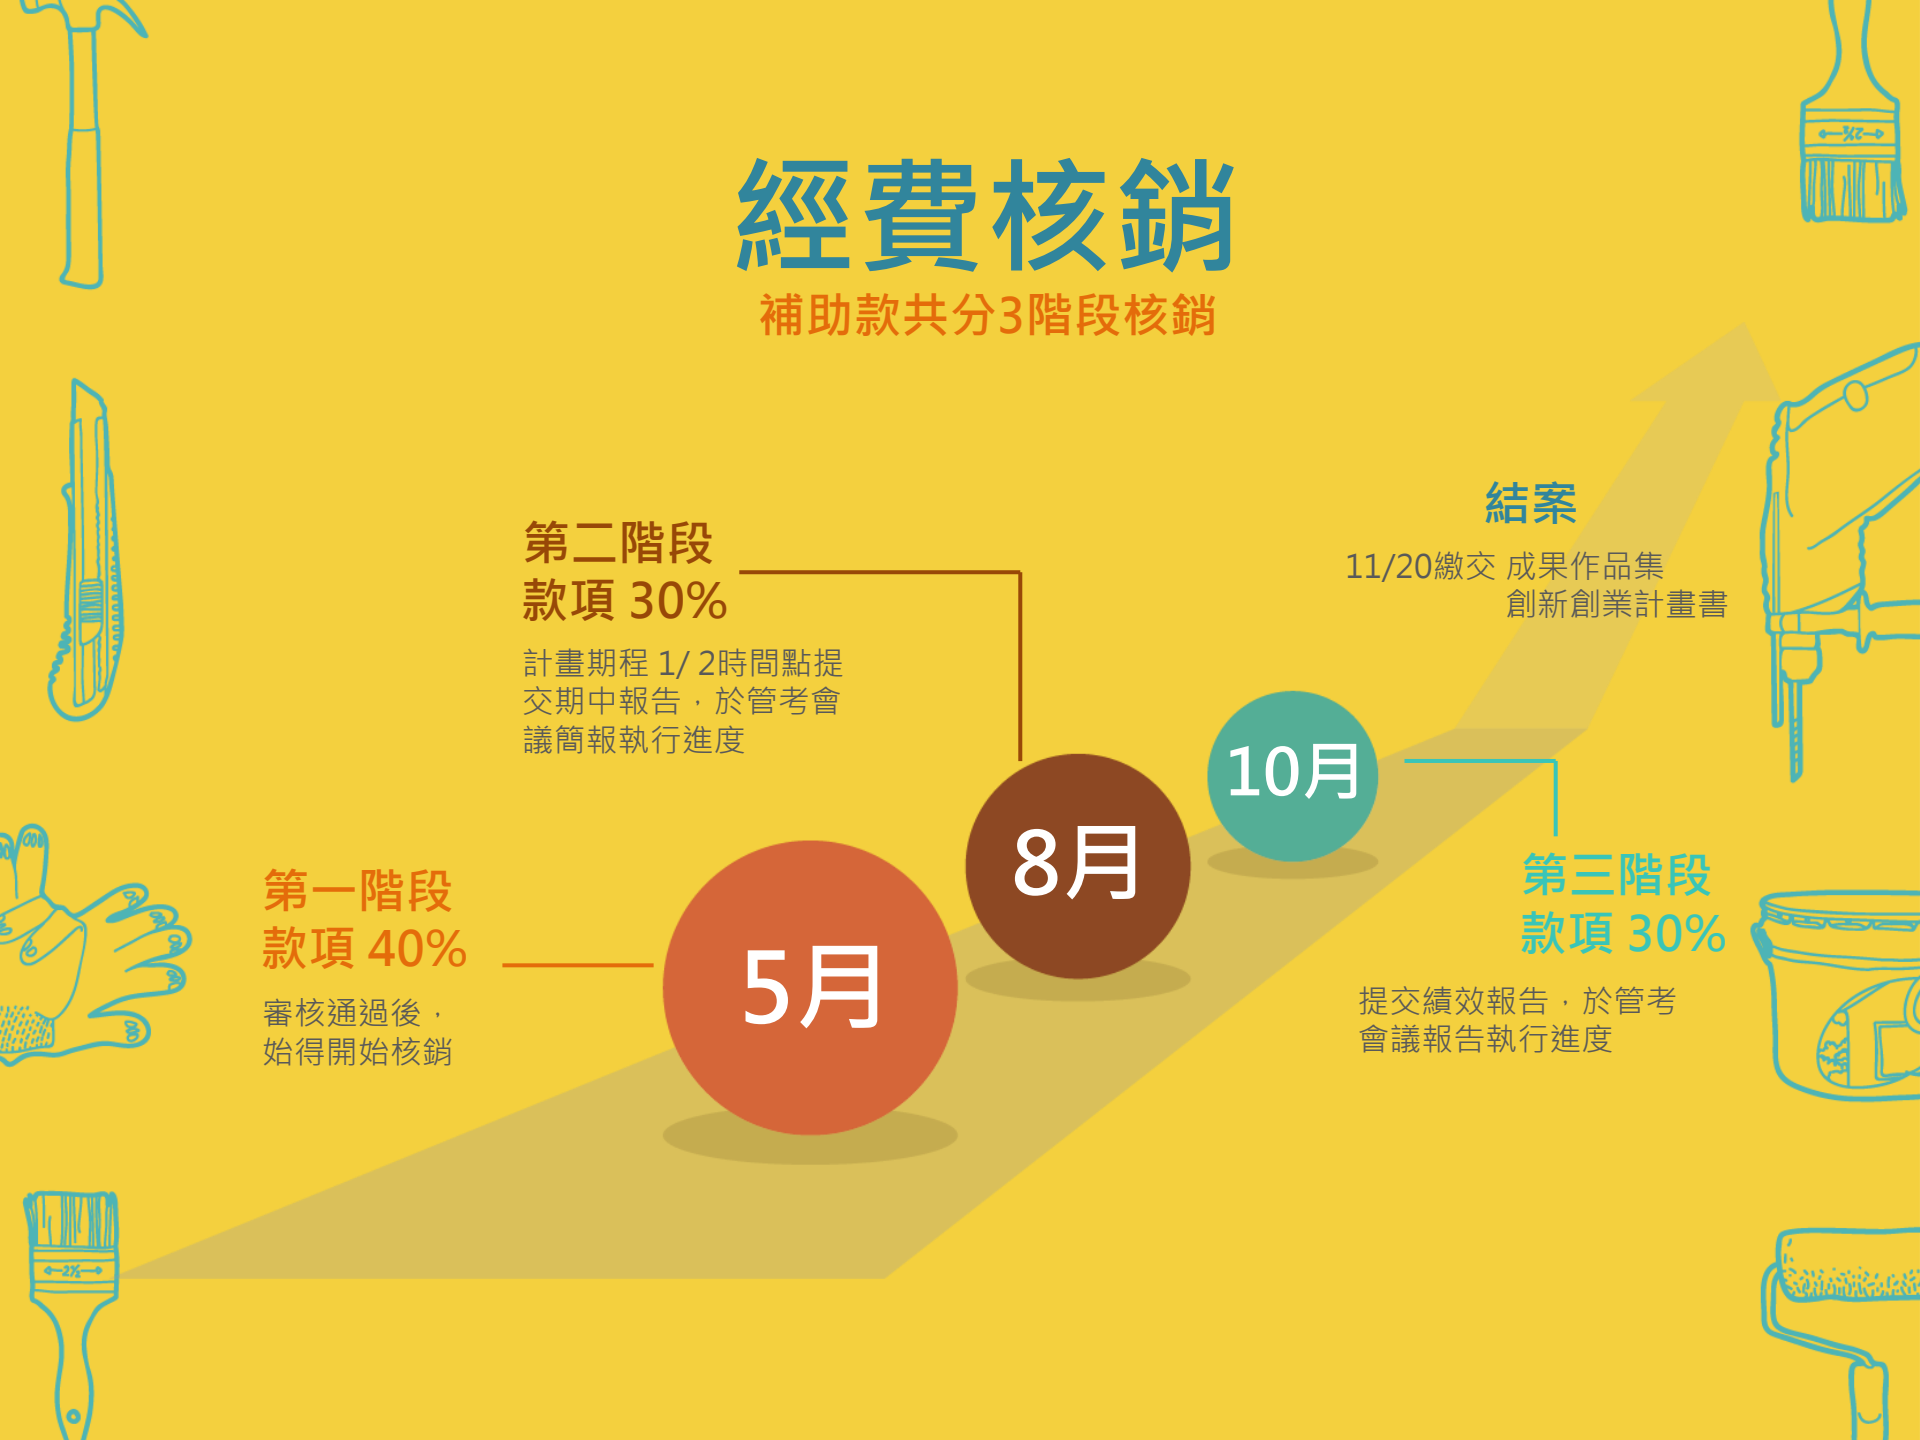 經費核銷
補助款共分3階段核銷
第一階段
款項 40%
審核通過後，
始得開始核銷
5月
第二階段
款項 30%
計畫期程 1/ 2時間點提
交期中報告，於管考會
議簡報執行進度
8月
10月
第三階段
款項 30%
提交績效報告，於管考
會議報告執行進度
結案
11/20繳交 成果作品集
創新創業計畫書
2½
2½